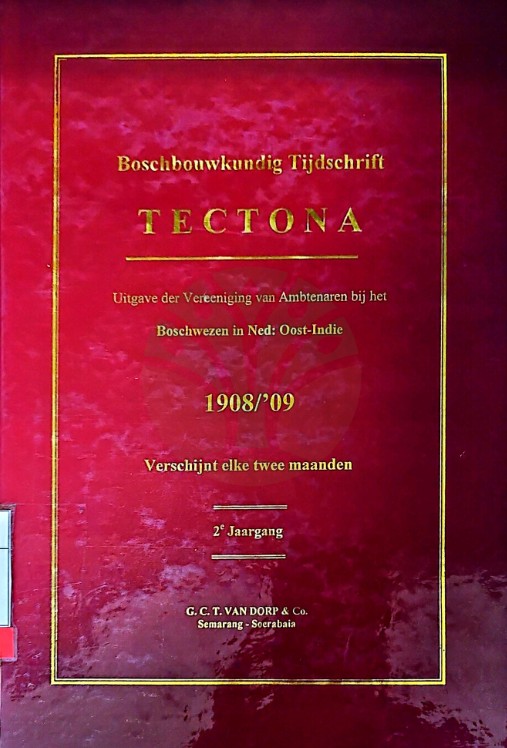 Boschbouwkundig Tijdschrift
TECTONA
Uitgave der Vereeniging van Ambtenaren bij het
Boschwezen in Ned: Oost-Indie
1908/'09
Verschijnt elke twee maanden
2e Jaargang
G. C. T. VAN DORP & Co.
Semarang - Soerabaia